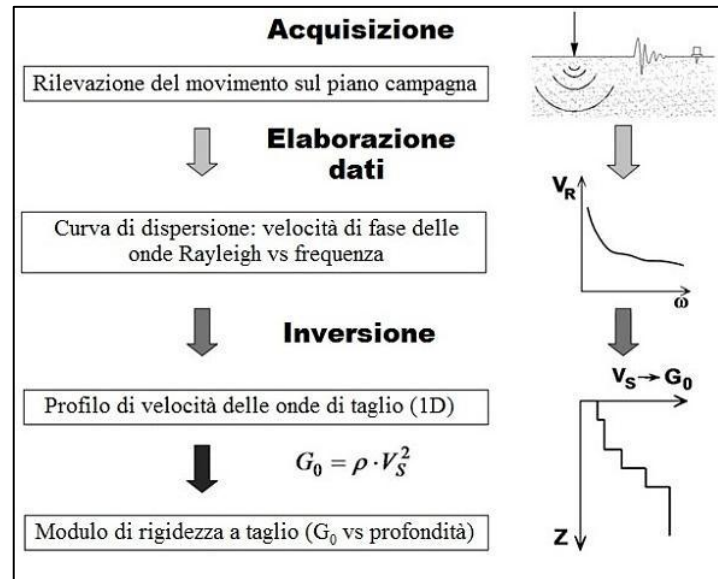 Acquisizione
Rilevazione del movimento sul piano campagna
Elaborazione
dati
V_R
Curva di dispersione: velocità di fase delle
onde Rayleigh vs frequenza
ω
Inversione
V_S → G_0
Profilo di velocità delle onde di taglio (1D)
G_0 = ρ · V_S^2
Modulo di rigidezza a taglio (G_0 vs profondità)
Z